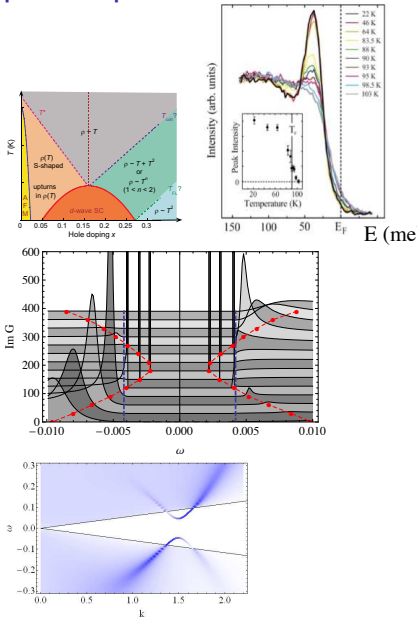 22 K
46 K
64 K
83.5 K
88 K
90 K
93 K
95 K
98.5 K
103 K
Intensity (arb. units)
Peak Intensity
T
20 60 100
Temperature (K)
150 100 50 E_F
E (me
T (K)
T*
ρ ~ T
ρ(T)
S-shaped
upturns
in ρ(T)
ρ ~ T + T²
or
ρ ~ Tⁿ
(1 < n < 2)
A
F
M
d-wave SC
ρ ~ T²
0 0.05 0.1 0.15 0.2 0.25 0.3
Hole doping x
Im G
600
500
400
300
200
100
0
−0.010 −0.005 0.000 0.005 0.010
ω
ω
0.3
0.2
0.1
0.0
−0.1
−0.2
−0.3
0.0 0.5 1.0 1.5 2.0
k